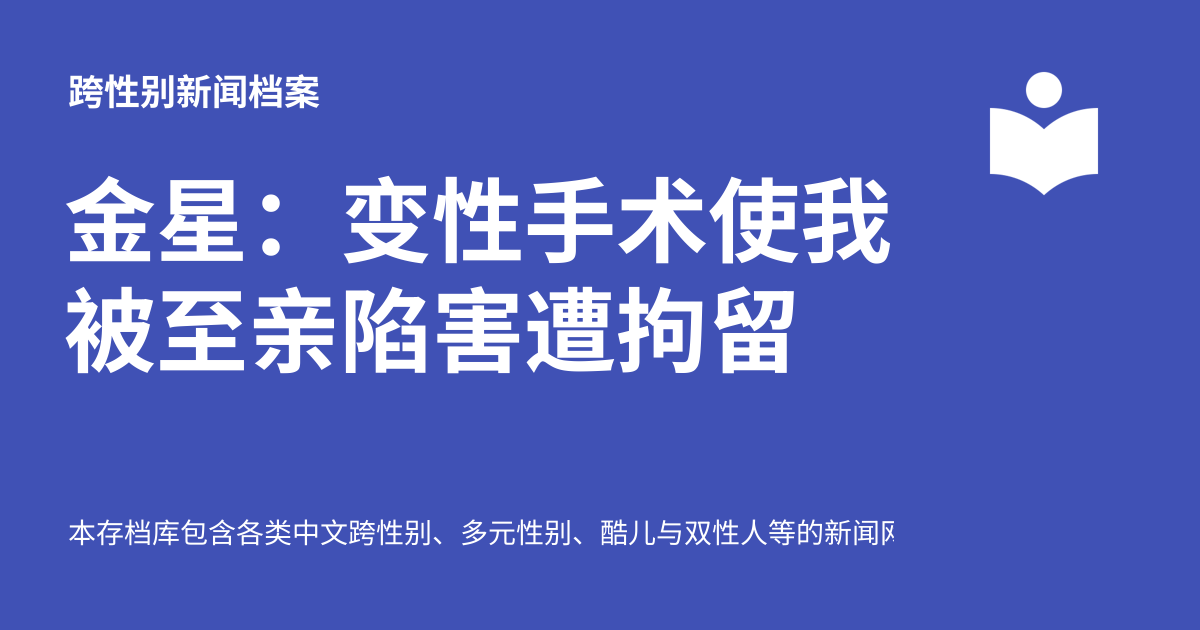 跨性别新闻档案
金星：变性手术使我
被至亲陷害遭拘留
本存档库包含各类中文跨性别、多元性别、酷儿与双性人等的新闻